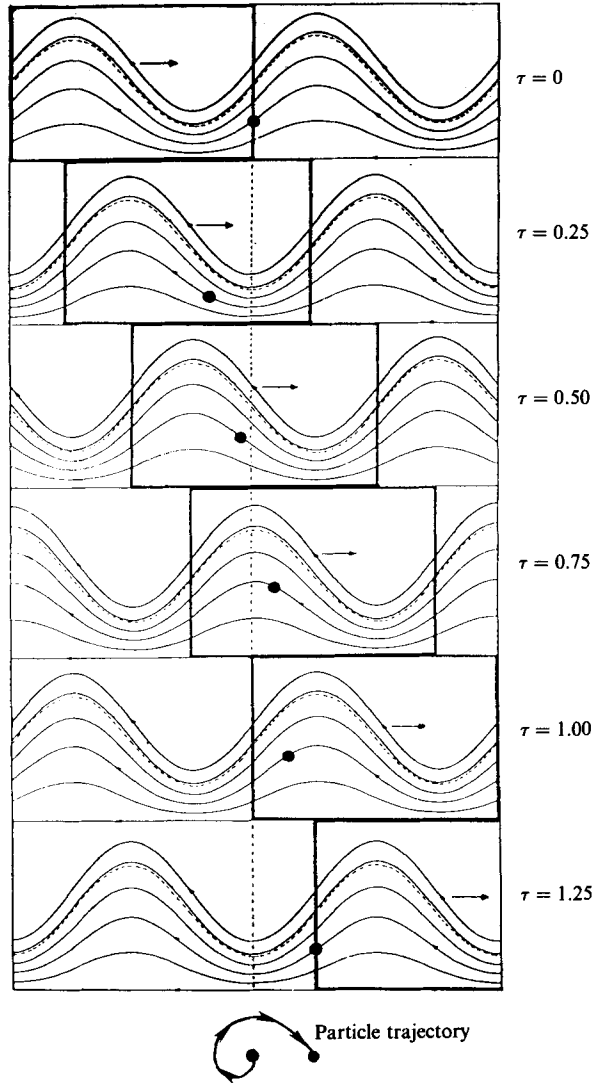 τ = 0
τ = 0.25
τ = 0.50
τ = 0.75
τ = 1.00
τ = 1.25
Particle trajectory